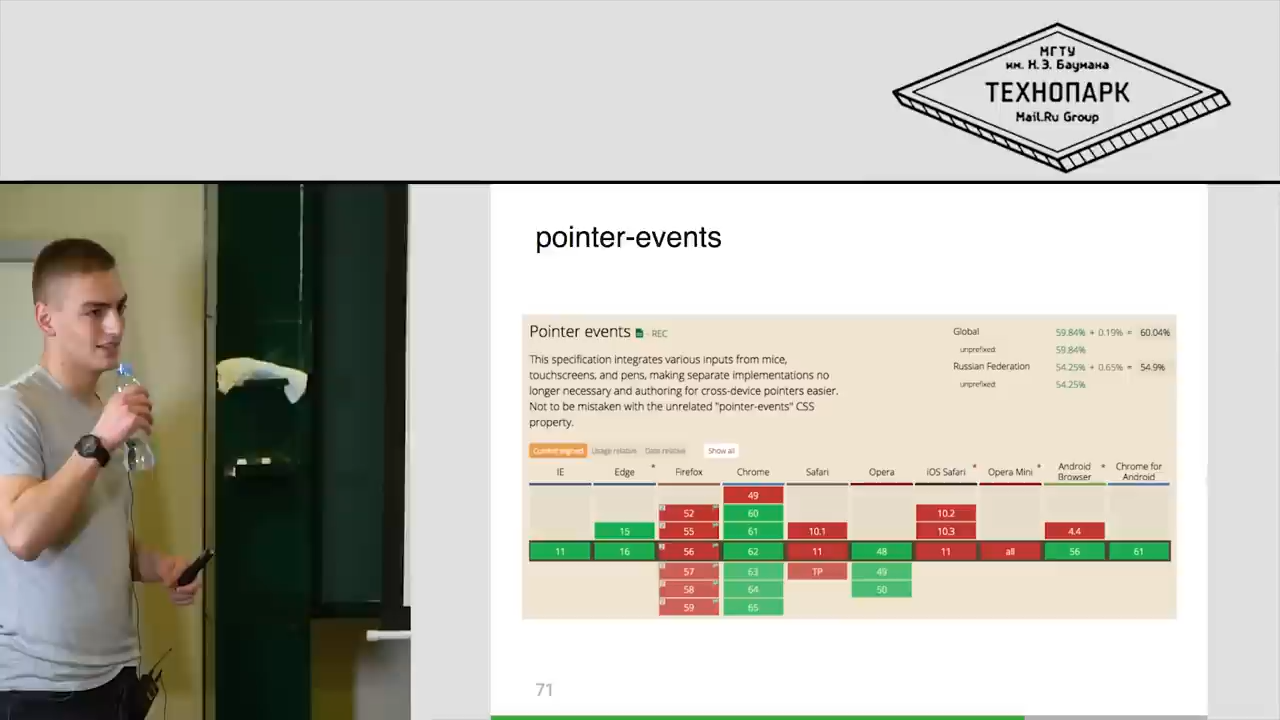 МГТУ
им. Н.Э. Баумана
ТЕХНОПАРК
Mail.Ru Group
pointer-events
Pointer events - REC
This specification integrates various inputs from mice,
touchscreens, and pens, making separate implementations no
longer necessary and authoring for cross-device pointers easier.
Not to be mistaken with the unrelated "pointer-events" CSS
property.
Global 59.84% + 0.19% = 60.04%
unprefixed: 59.84%
Russian Federation 54.25% + 0.65% = 54.9%
unprefixed: 54.25%
Current aligned Usage relative Date relative Show all
IE Edge * Firefox Chrome Safari Opera iOS Safari * Opera Mini * Android Browser * Chrome for Android
49
52 60 10.2
15 55 61 10.1 10.3 4.4
11 16 56 62 11 48 11 all 56 61
57 63 TP 49
58 64 50
59 65
71